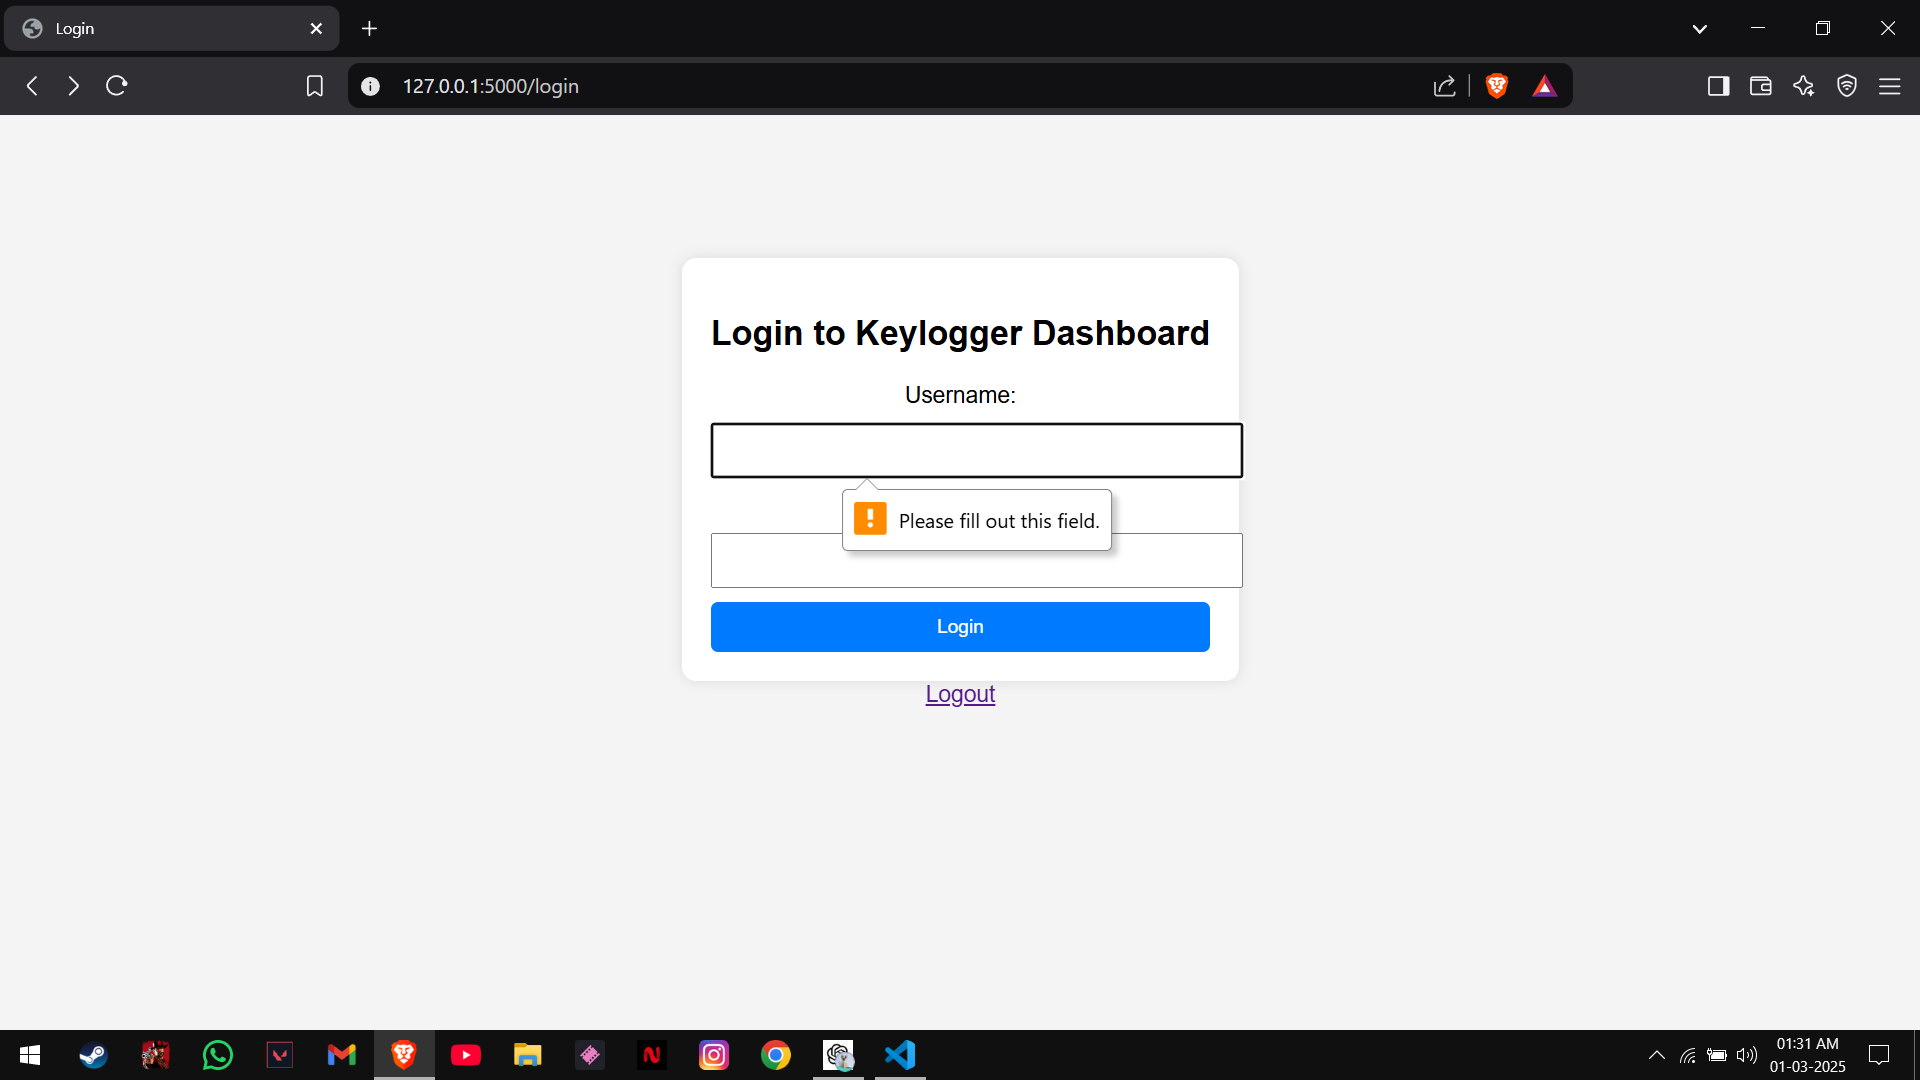 Login
127.0.0.1:5000/login
Login to Keylogger Dashboard
Username:
Please fill out this field.
Login
Logout
01:31 AM
01-03-2025